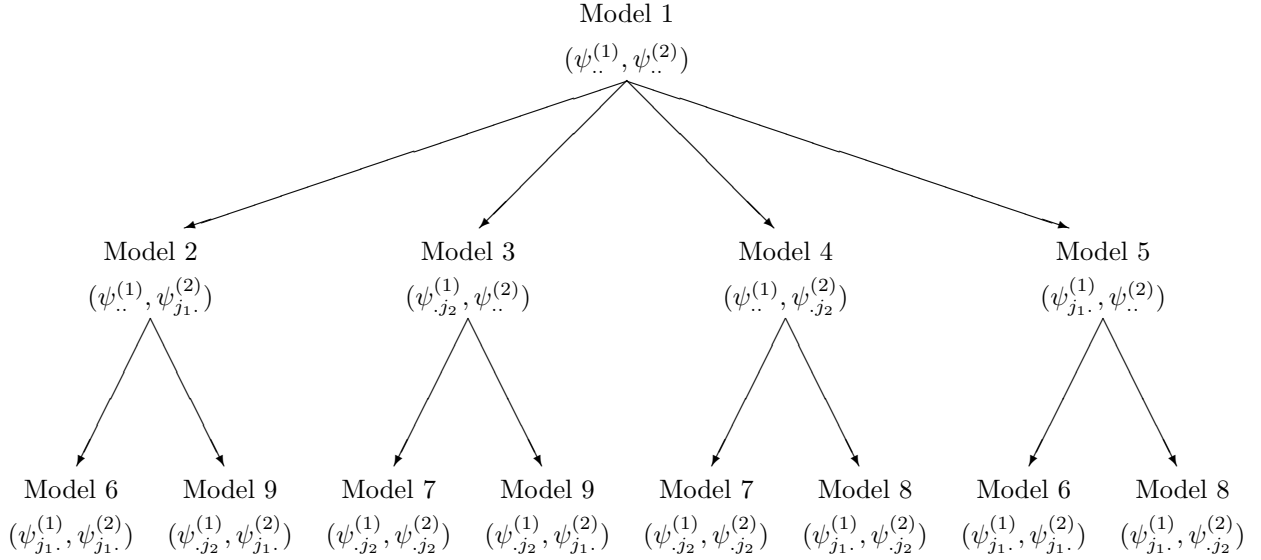 Model 1
(ψ..^(1), ψ..^(2))
Model 2 Model 3 Model 4 Model 5
(ψ..^(1), ψ_{j₁.}^(2)) (ψ_{.j₂}^(1), ψ..^(2)) (ψ..^(1), ψ_{.j₂}^(2)) (ψ_{j₁.}^(1), ψ..^(2))
Model 6 Model 9 Model 7 Model 9 Model 7 Model 8 Model 6 Model 8
(ψ_{j₁.}^(1), ψ_{j₁.}^(2)) (ψ_{.j₂}^(1), ψ_{j₁.}^(2)) (ψ_{.j₂}^(1), ψ_{.j₂}^(2)) (ψ_{.j₂}^(1), ψ_{j₁.}^(2)) (ψ_{.j₂}^(1), ψ_{.j₂}^(2)) (ψ_{j₁.}^(1), ψ_{.j₂}^(2)) (ψ_{j₁.}^(1), ψ_{j₁.}^(2)) (ψ_{j₁.}^(1), ψ_{.j₂}^(2))